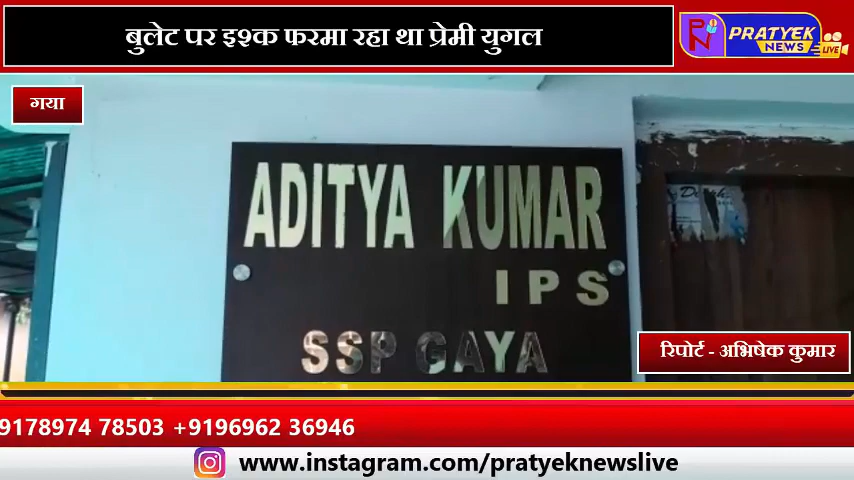 बुलेट पर इश्क फरमा रहा था प्रेमी युगल
PRATYEK
NEWS LIVE
गया
ADITYA KUMAR
IPS
SSP GAYA
रिपोर्ट - अभिषेक कुमार
9178974 78503 +9196962 36946
www.instagram.com/pratyeknewslive